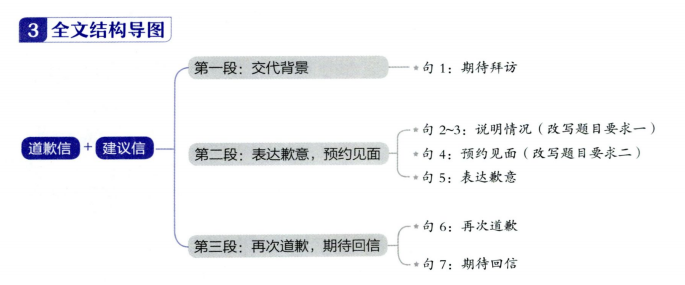 3 全文结构导图
第一段：交代背景
* 句 1：期待拜访
道歉信 + 建议信
第二段：表达歉意，预约见面
* 句 2~3：说明情况（改写题目要求一）
* 句 4：预约见面（改写题目要求二）
* 句 5：表达歉意
第三段：再次道歉，期待回信
* 句 6：再次道歉
* 句 7：期待回信